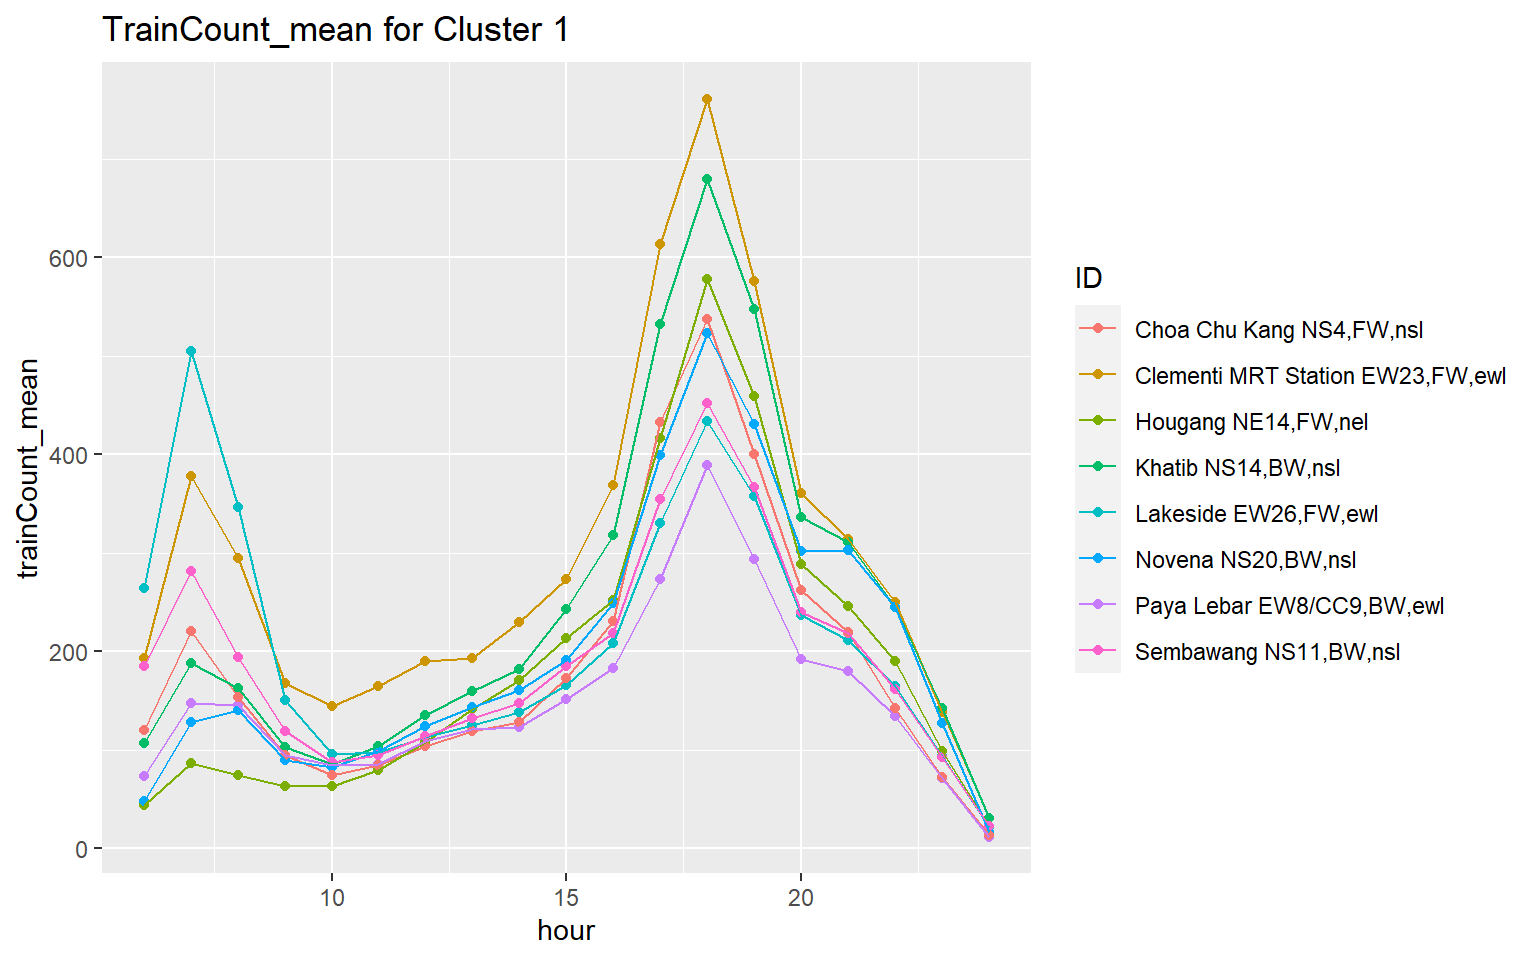 TrainCount_mean for Cluster 1
trainCount_mean
600
400
200
0
10
15
20
hour
ID
Choa Chu Kang NS4,FW,nsl
Clementi MRT Station EW23,FW,ewl
Hougang NE14,FW,nel
Khatib NS14,BW,nsl
Lakeside EW26,FW,ewl
Novena NS20,BW,nsl
Paya Lebar EW8/CC9,BW,ewl
Sembawang NS11,BW,nsl